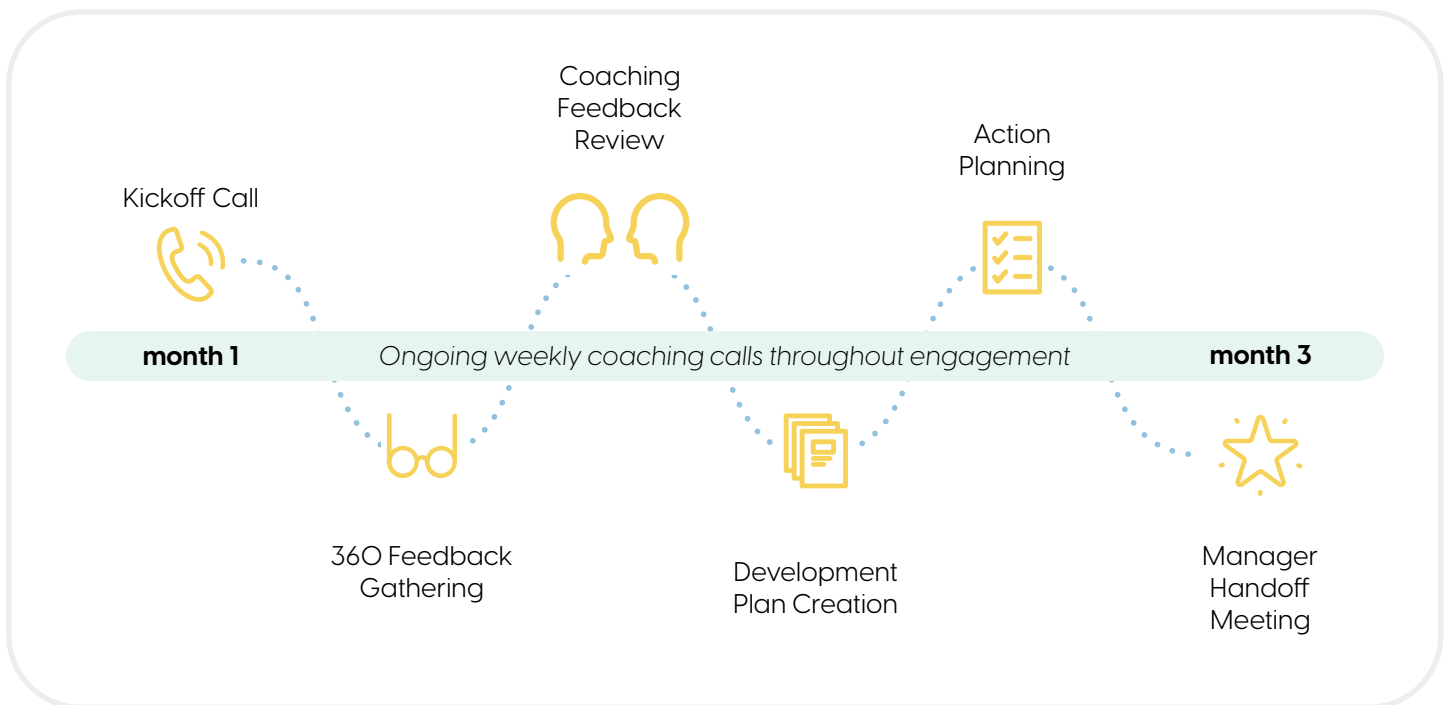 Kickoff Call
360 Feedback
Gathering
Coaching
Feedback
Review
Development
Plan Creation
Action
Planning
Manager
Handoff
Meeting
month 1
Ongoing weekly coaching calls throughout engagement
month 3